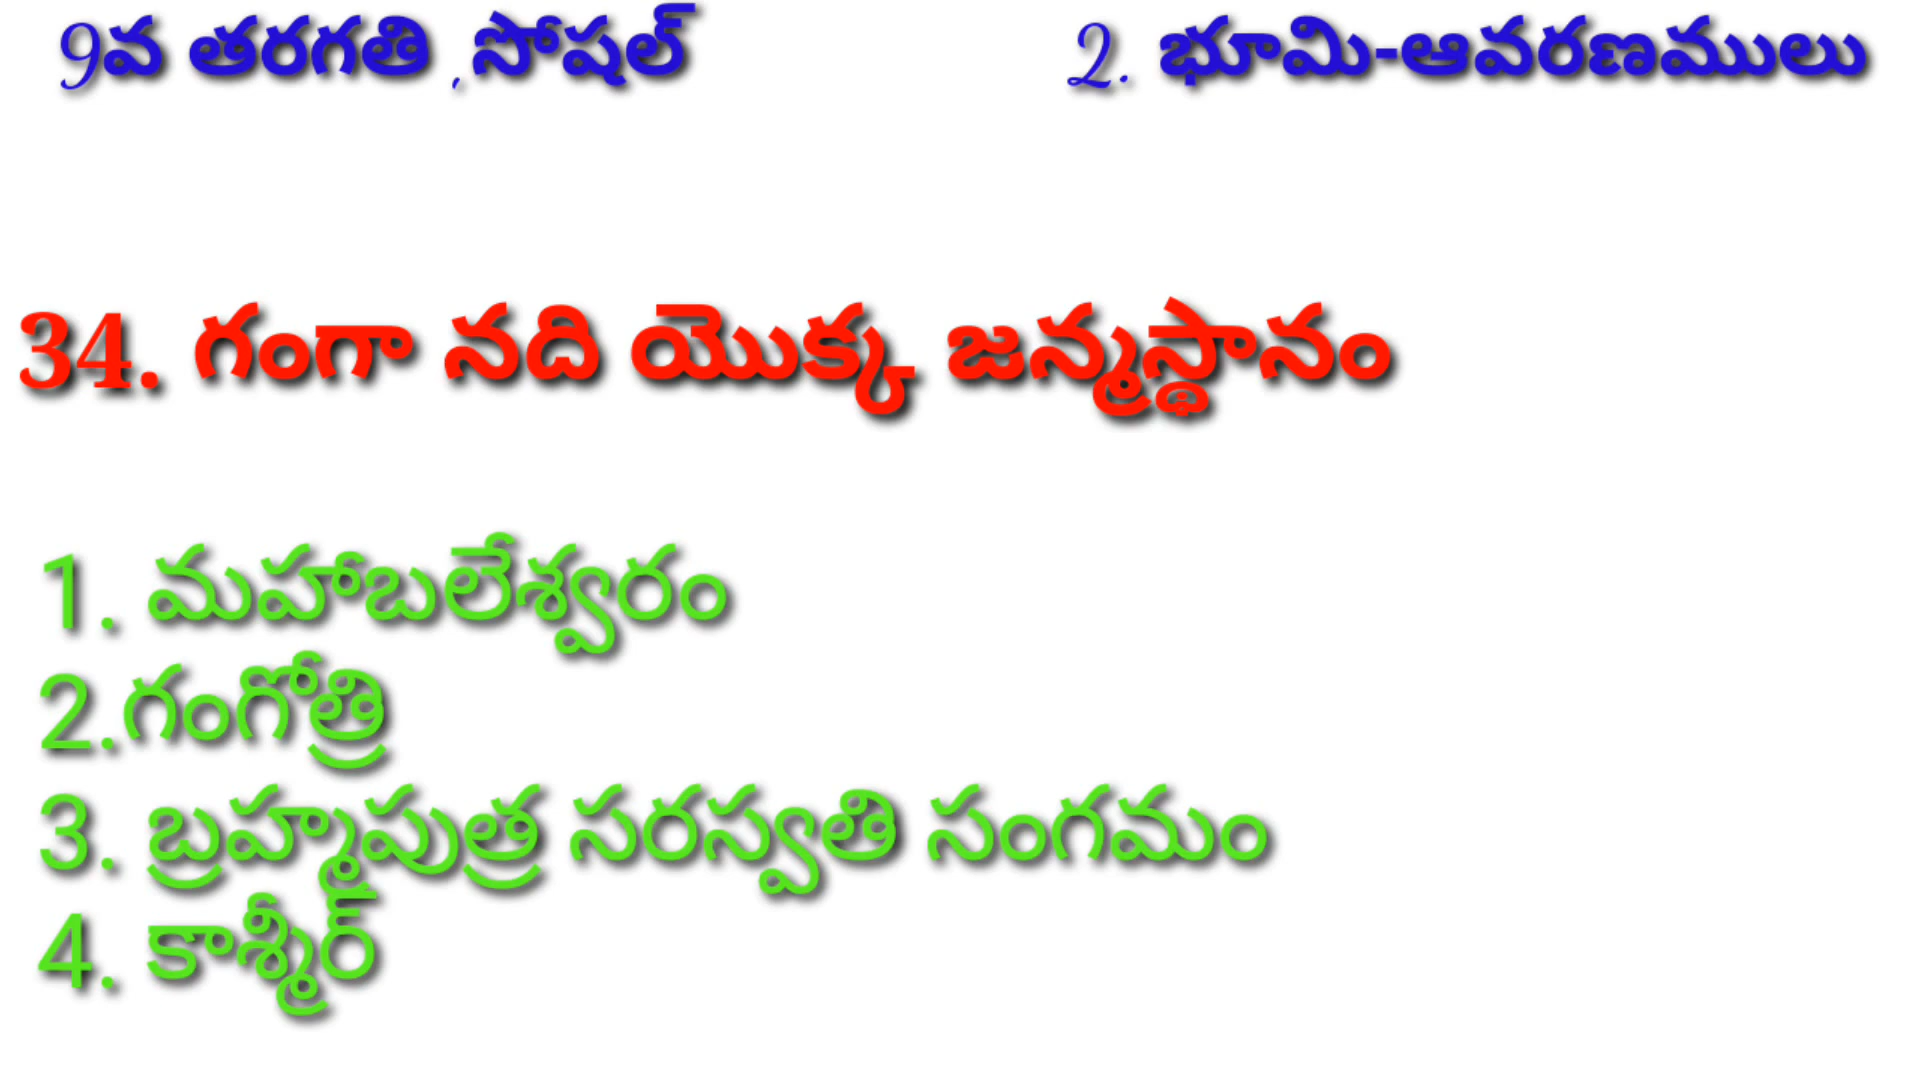 9వ తరగతి ,సోషల్
2. భూమి-ఆవరణములు
34. గంగా నది యొక్క జన్మస్థానం
1. మహాబలేశ్వరం
2.గంగోత్రి
3. బ్రహ్మపుత్ర సరస్వతి సంగమం
4. కాశ్మీర్